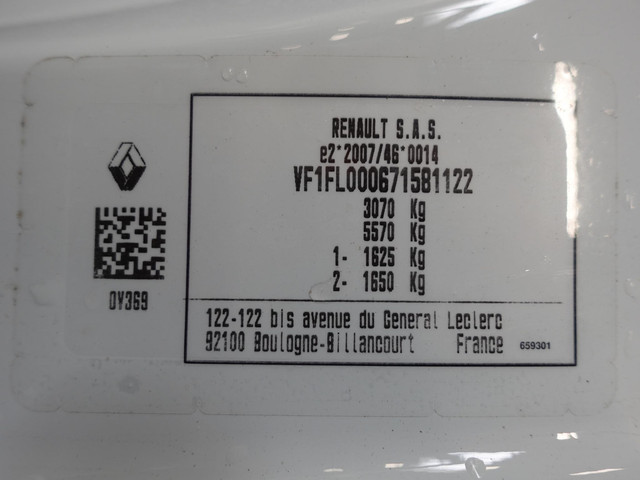 RENAULT S.A.S.
e2*2007/46*0014
VF1FL000671581122
3070 Kg
5570 Kg
1- 1625 Kg
2- 1650 Kg
OV369
122-122 bis avenue du General Leclerc
92100 Boulogne-Billancourt France 659301